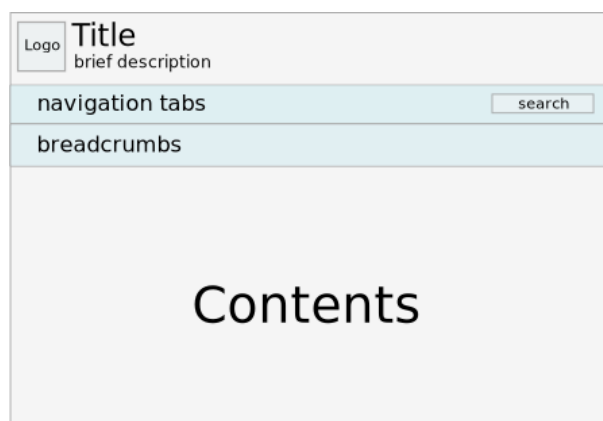 Logo
Title
brief description
navigation tabs
search
breadcrumbs
Contents